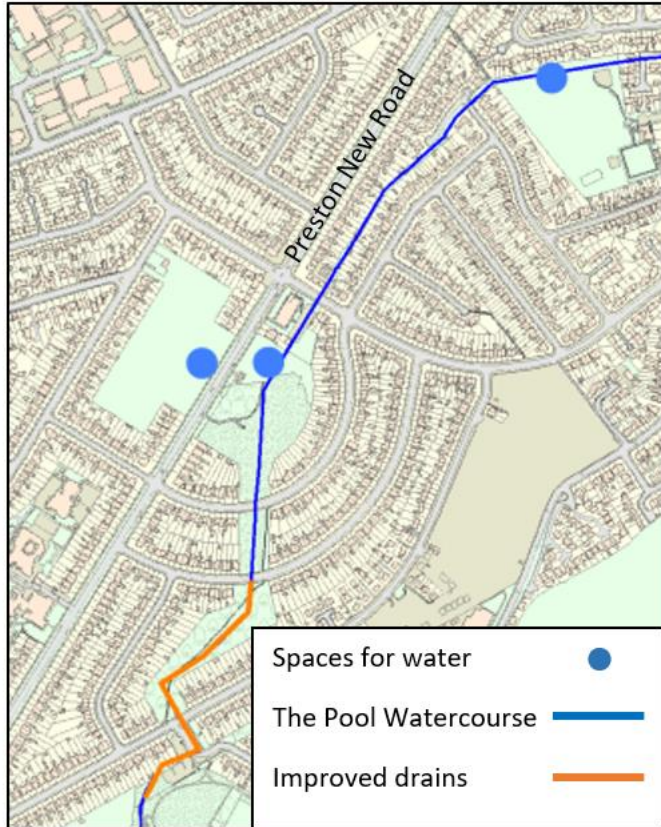 Preston New Road
Spaces for water
The Pool Watercourse
Improved drains